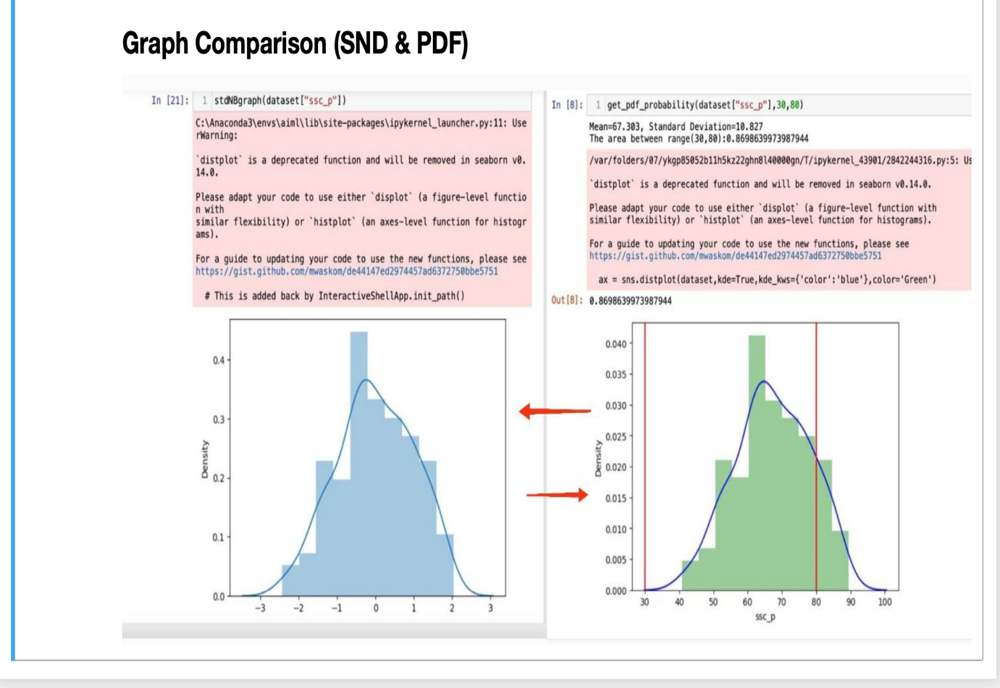 Graph Comparison (SND & PDF)
In [21]: 1 stdNBgraph(dataset["ssc_p"])
C:\Anaconda3\envs\aiml\lib\site-packages\ipykernel_launcher.py:11: Use
rWarning:
`distplot` is a deprecated function and will be removed in seaborn v0.
14.0.
Please adapt your code to use either `displot` (a figure-level functio
n with
similar flexibility) or `histplot` (an axes-level function for histogr
ams).
For a guide to updating your code to use the new functions, please see
https://gist.github.com/mwaskom/de44147ed2974457ad6372750bbe5751
# This is added back by InteractiveShellApp.init_path()
0.4
0.3
0.2
0.1
0.0
Density
−3 −2 −1 0 1 2 3
In [8]: 1 get_pdf_probability(dataset["ssc_p"],30,80)
Mean=67.303, Standard Deviation=10.827
The area between range(30,80):0.8698639973987944
/var/folders/07/ykgp85052b11h5kz22ghn8l40000gn/T/ipykernel_43901/2842244316.py:5: Us
`distplot` is a deprecated function and will be removed in seaborn v0.14.0.
Please adapt your code to use either `displot` (a figure-level function with
similar flexibility) or `histplot` (an axes-level function for histograms).
For a guide to updating your code to use the new functions, please see
https://gist.github.com/mwaskom/de44147ed2974457ad6372750bbe5751
ax = sns.distplot(dataset,kde=True,kde_kws={'color':'blue'},color='Green')
Out[8]: 0.8698639973987944
0.040
0.035
0.030
0.025
0.020
0.015
0.010
0.005
0.000
Density
30 40 50 60 70 80 90 100
ssc_p